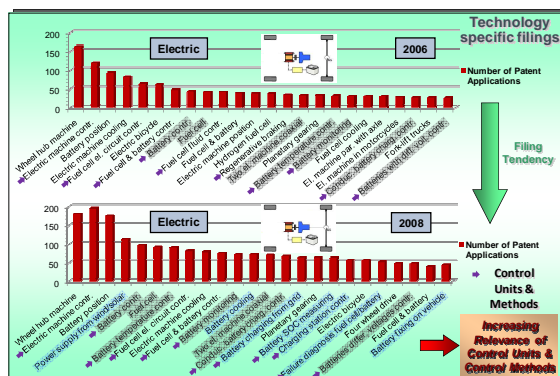 Technology specific filings
200
150
100
50
0
Electric
2006
Number of Patent Applications
Wheel hub machine
Electric machine contr.
Battery position
Electric machine cooling
Fuel cell el. circuit contr.
Electric bicycle
Fuel cell & battery contr.
Battery contr.
Fuel cell
Fuel cell fluid contr.
Fuel cell & battery
Electric machine position
Hydrogen fuel cell
Regenerative braking
Two el. machine coaxial
Planetary gearing
Battery temperature contr.
Battery monitoring
Fuel cell cooling
El. machine par. with axle
El. machine in motorcycles
Conduc. battery charg. contr.
Fork-lift trucks
Batteries with diff. volt. contr.
Filing Tendency
200
150
100
50
0
Electric
2008
Number of Patent Applications
Wheel hub machine
Electric machine contr.
Battery position
Power supply from wind/solar
Battery contr.
Fuel cell
Battery temperature contr.
Fuel el. circuit contr.
Electric machine cooling
Fuel cell & battery contr.
Battery monitoring
Battery cooling
Two el. machine coaxial
Conduc. battery charg. contr.
Battery charging from grid
Planetary gearing
Battery SOC measuring
Charging station contr.
Electric bicycle
Failure diagnosis fuel cell/battery
Four wheel drive
Batteries differ. voltages contr.
Fuel cell & battery
Battery fixing on vehicle
Control Units & Methods
Increasing Relevance of Control Units & Control Methods